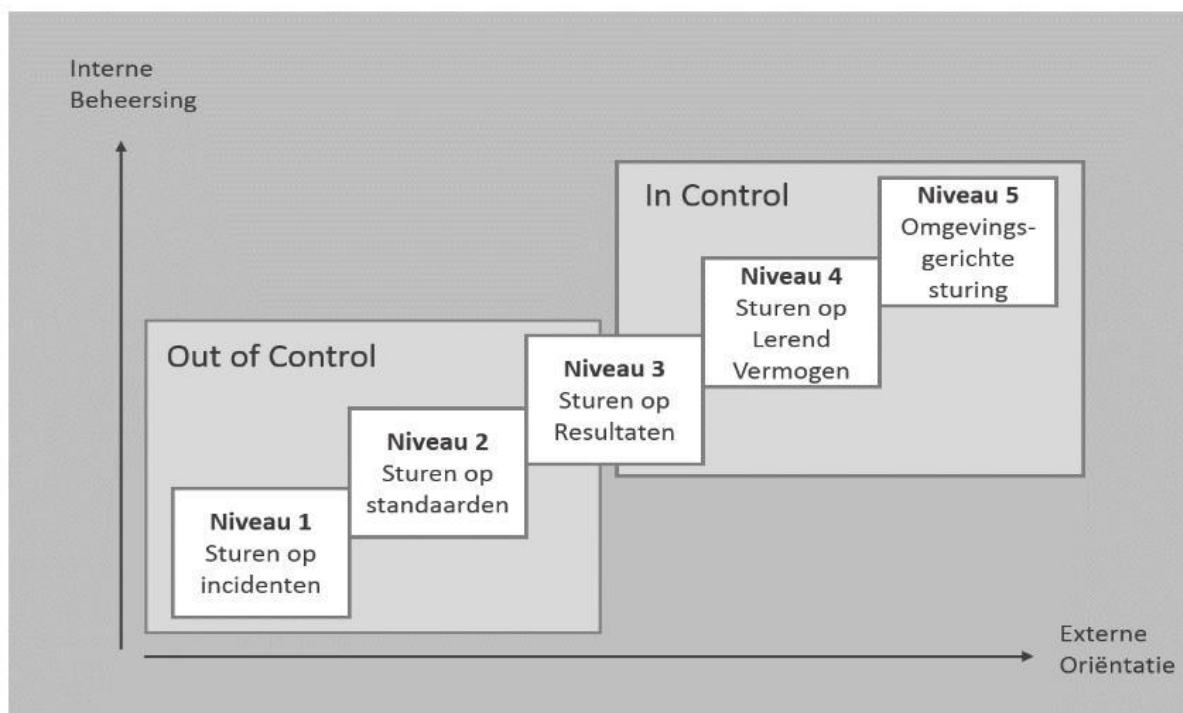 Interne
Beheersing
In Control
Niveau 5
Omgevings-
gerichte
sturing
Niveau 4
Sturen op
Lerend
Vermogen
Out of Control
Niveau 3
Sturen op
Resultaten
Niveau 2
Sturen op
standaarden
Niveau 1
Sturen op
incidenten
Externe
Oriëntatie